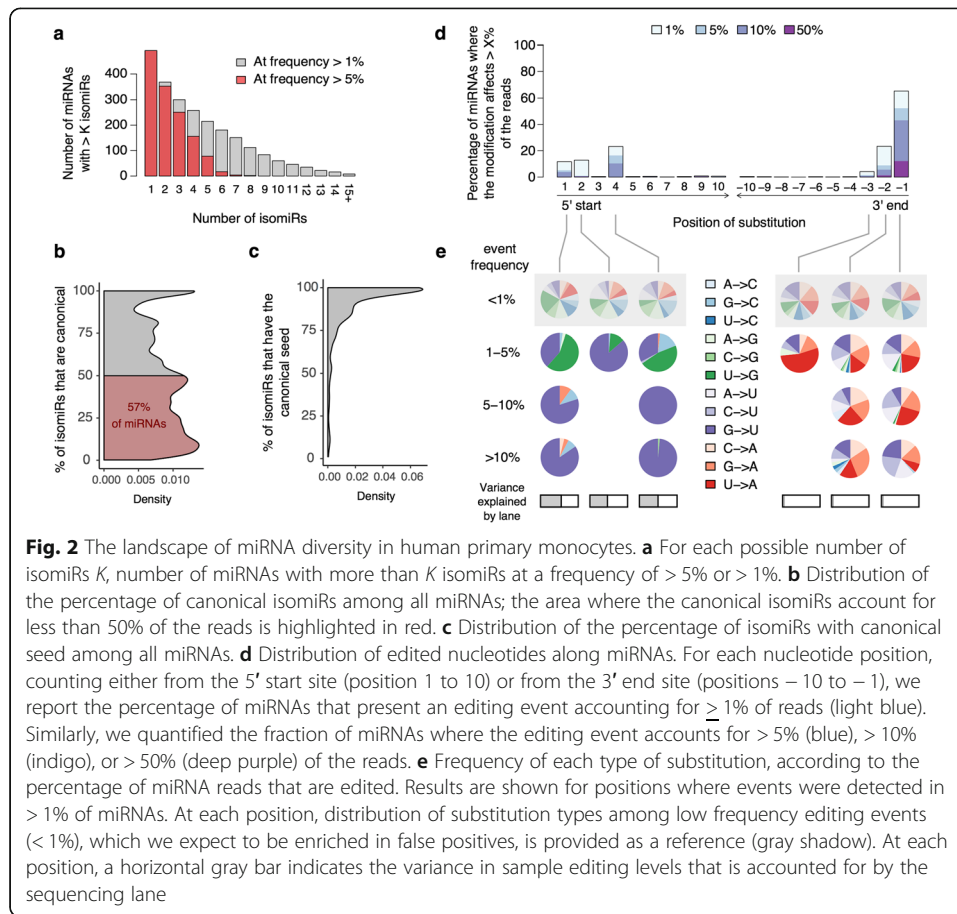 a
Number of miRNAs
with > K isomiRs
400
300
200
100
0
At frequency > 1%
At frequency > 5%
1 2 3 4 5 6 7 8 9 10 11 12 13 14 15+
Number of isomiRs
b
% of isomiRs that are canonical
100
75
50
25
0
57%
of miRNAs
0.000 0.005 0.010
Density
c
% of isomiRs that have the
canonical seed
100
75
50
25
0
0.00 0.02 0.04 0.06
Density
d
1% 5% 10% 50%
Percentage of miRNAs where
the modification affects > X%
of the reads
100
80
60
40
20
0
1 2 3 4 5 6 7 8 9 10 −10 −9 −8 −7 −6 −5 −4 −3 −2 −1
5' start 3' end
Position of substitution
e
event
frequency
<1%
1−5%
5−10%
>10%
Variance
explained
by lane
A−>C
G−>C
U−>C
A−>G
C−>G
U−>G
A−>U
C−>U
G−>U
C−>A
G−>A
U−>A
Fig. 2 The landscape of miRNA diversity in human primary monocytes. a For each possible number of
isomiRs K, number of miRNAs with more than K isomiRs at a frequency of > 5% or > 1%. b Distribution of
the percentage of canonical isomiRs among all miRNAs; the area where the canonical isomiRs account for
less than 50% of the reads is highlighted in red. c Distribution of the percentage of isomiRs with canonical
seed among all miRNAs. d Distribution of edited nucleotides along miRNAs. For each nucleotide position,
counting either from the 5′ start site (position 1 to 10) or from the 3′ end site (positions − 10 to − 1), we
report the percentage of miRNAs that present an editing event accounting for > 1% of reads (light blue).
Similarly, we quantified the fraction of miRNAs where the editing event accounts for > 5% (blue), > 10%
(indigo), or > 50% (deep purple) of the reads. e Frequency of each type of substitution, according to the
percentage of miRNA reads that are edited. Results are shown for positions where events were detected in
> 1% of miRNAs. At each position, distribution of substitution types among low frequency editing events
(< 1%), which we expect to be enriched in false positives, is provided as a reference (gray shadow). At each
position, a horizontal gray bar indicates the variance in sample editing levels that is accounted for by the
sequencing lane